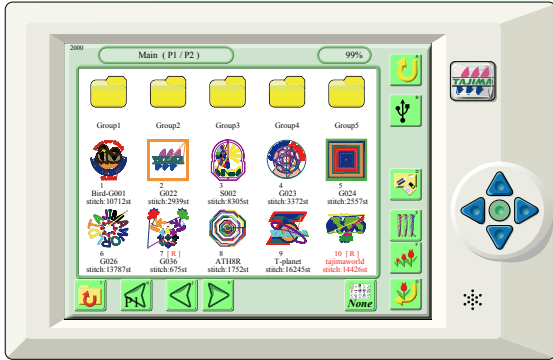 2000
Main ( P1 / P2 )
99%
TAJIMA
Group1
Group2
Group3
Group4
Group5
1
Bird-G001
stitch:10712st
2
G022
stitch:2939st
3
S002
stitch:8305st
4
G023
stitch:3372st
5
G024
stitch:2557st
6
G026
stitch:13787st
7 [ R ]
G036
stitch:675st
8
ATH8R
stitch:1752st
9
T-planet
stitch:16245st
10 [ R ]
tajimaworld
stitch:14426st
P1
None